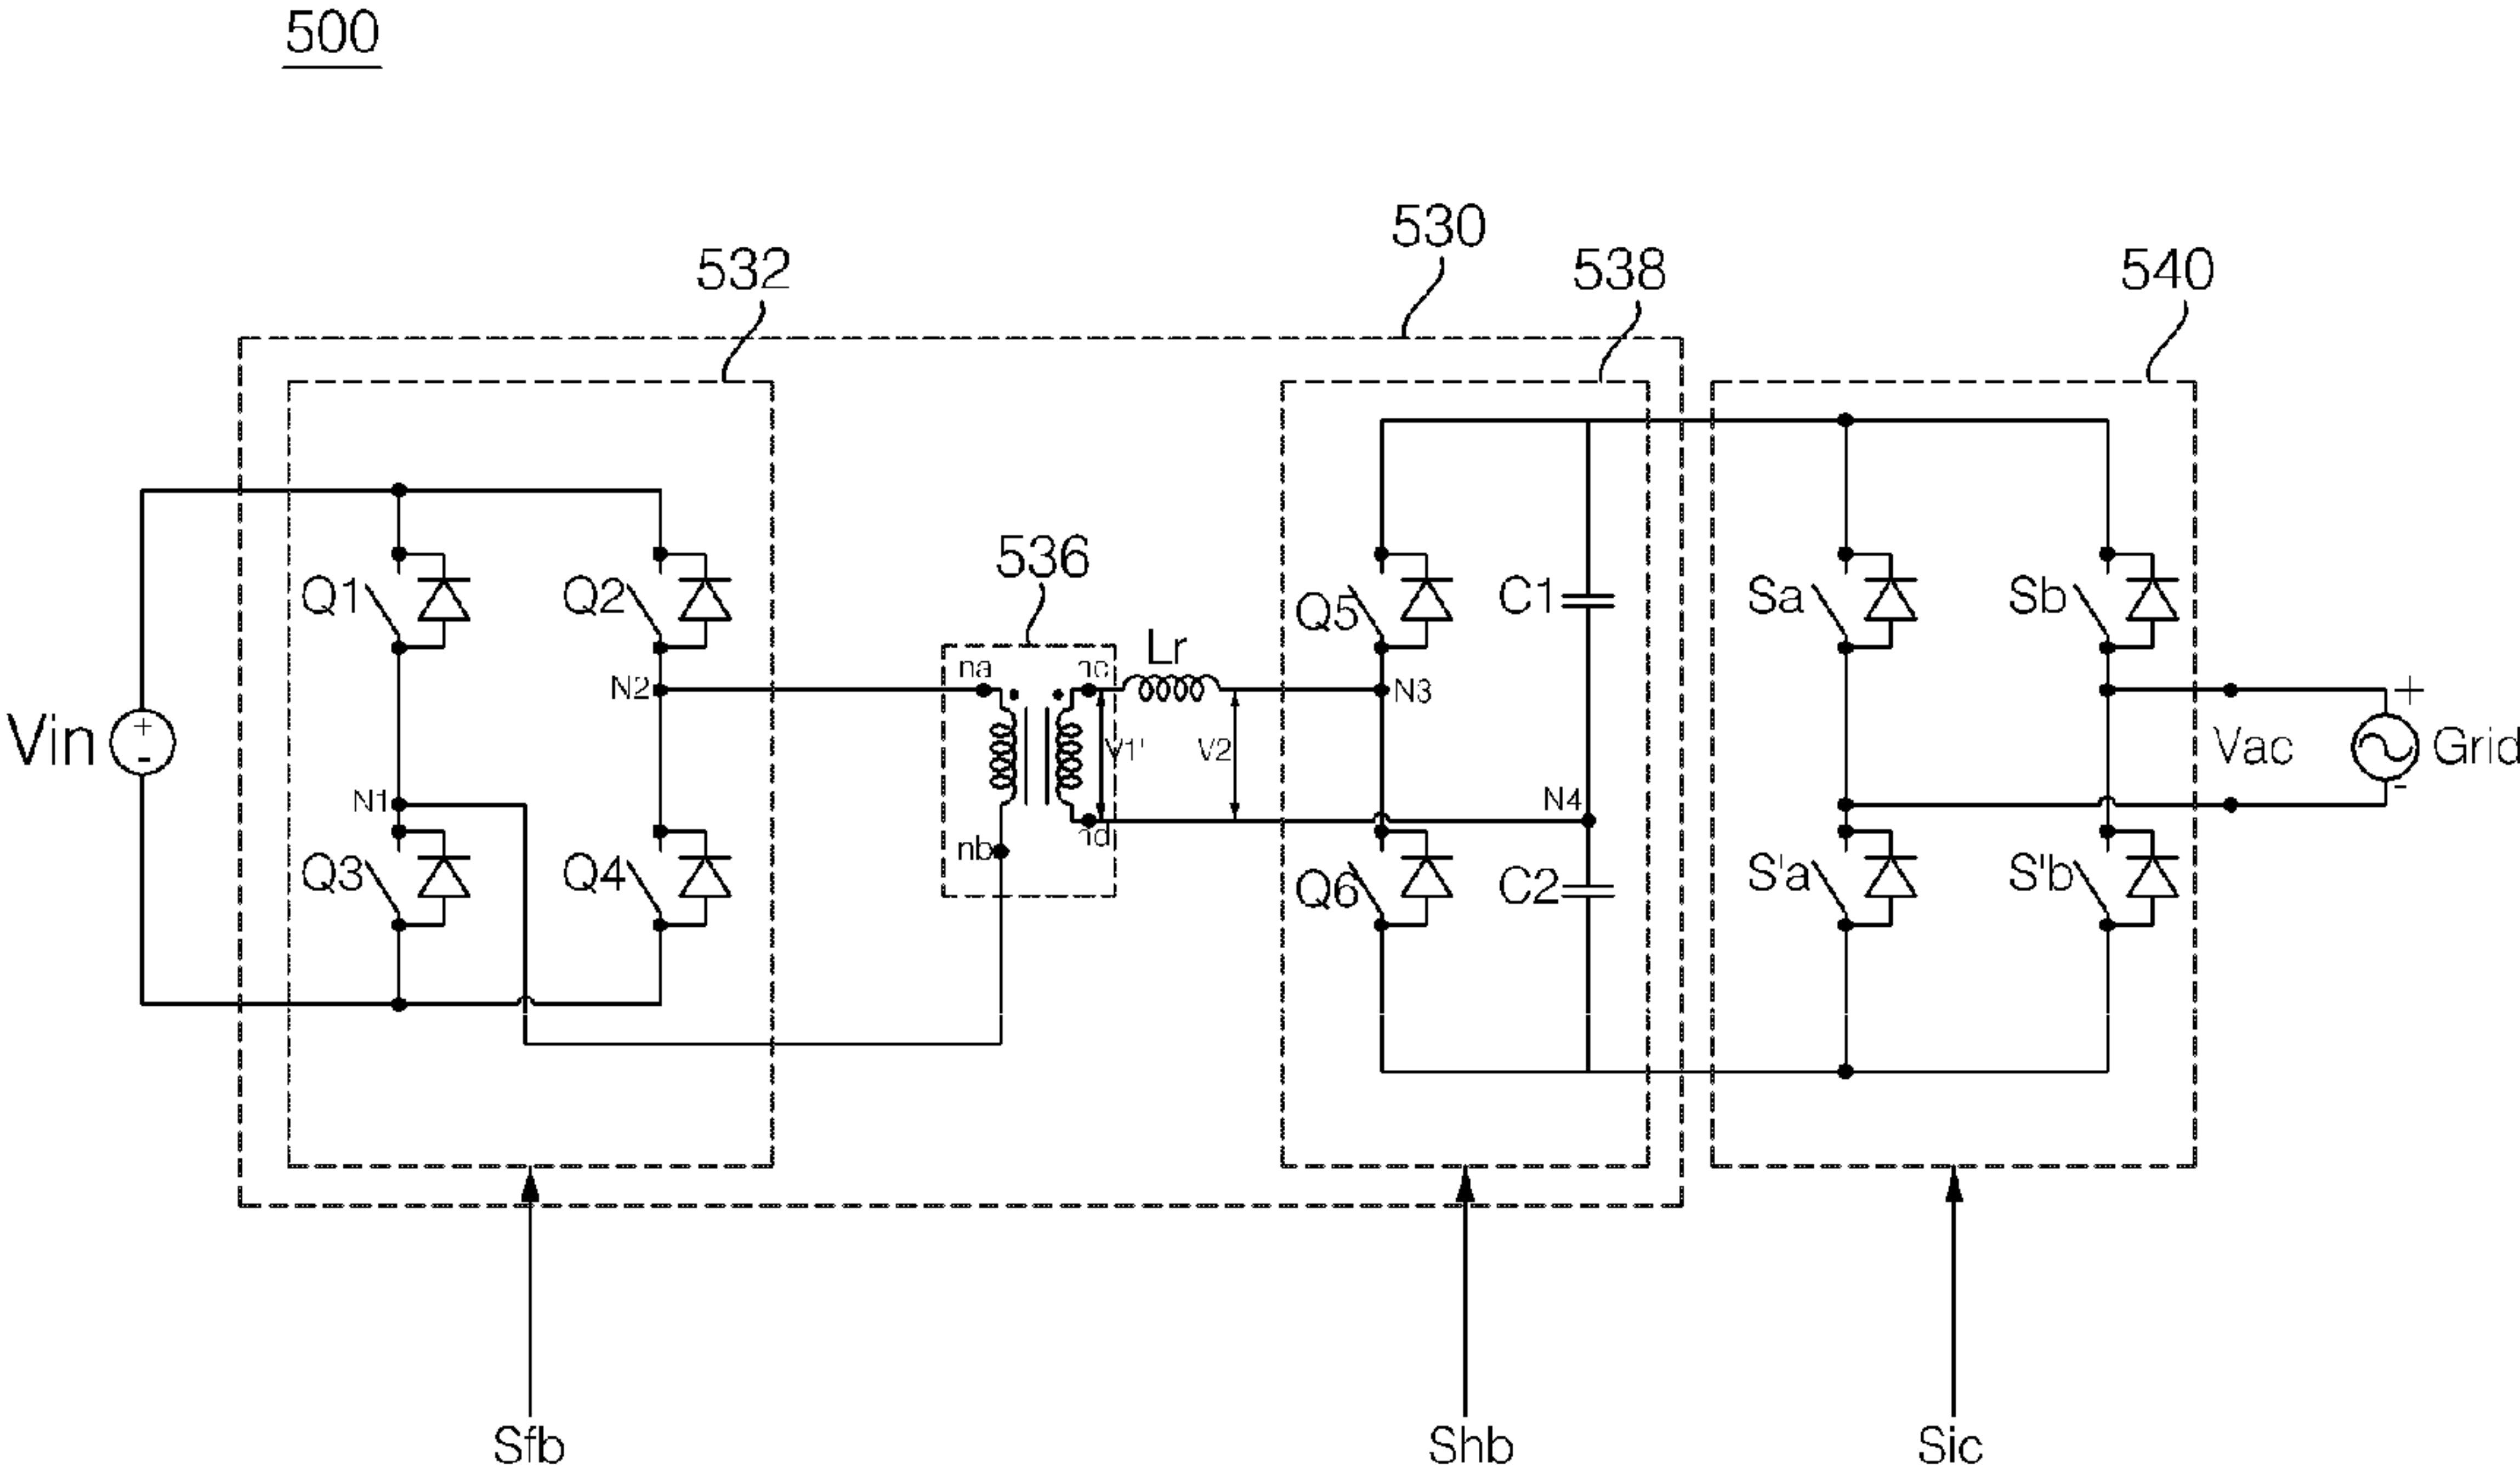 500
530
532
538
540
536
Q1
Q2
Q5
C1
Sa
Sb
na
nc
Lr
N2
N3
+
Vin
+
-
V1'
V2
Vac
Grid
N1
N4
-
nb
nd
Q3
Q4
Q6
C2
S'a
S'b
Sfb
Shb
Sic